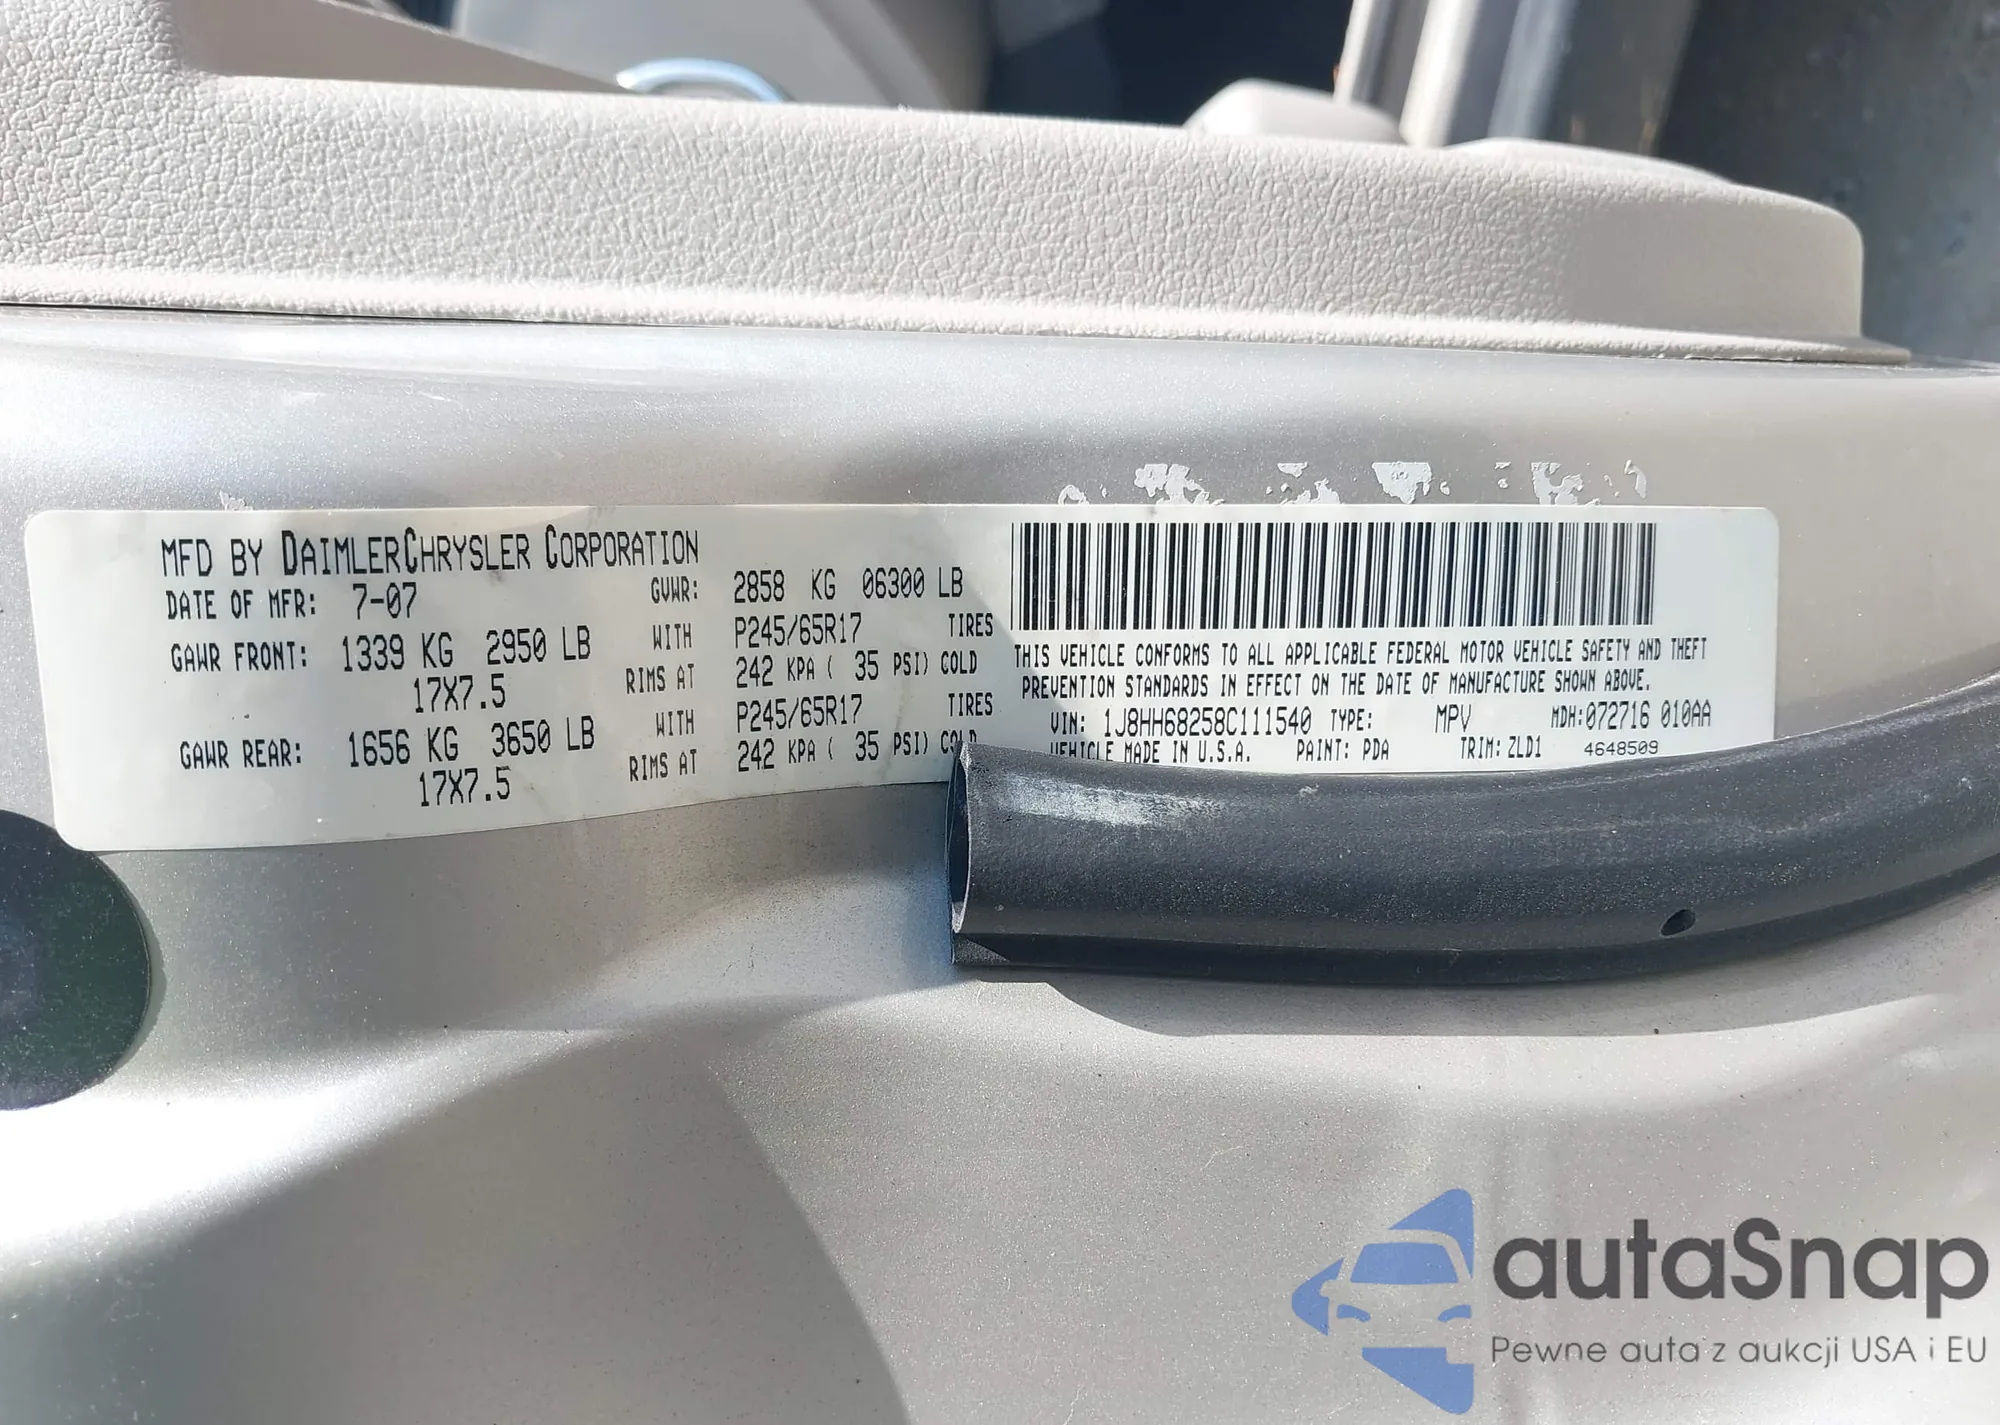 MFD BY DAIMLERCHRYSLER CORPORATION
DATE OF MFR: 7-07 GVWR: 2858 KG 06300 LB
GAWR FRONT: 1339 KG 2950 LB WITH P245/65R17 TIRES
17X7.5 RIMS AT 242 KPA ( 35 PSI) COLD
GAWR REAR: 1656 KG 3650 LB WITH P245/65R17 TIRES
17X7.5 RIMS AT 242 KPA ( 35 PSI) COLD
THIS VEHICLE CONFORMS TO ALL APPLICABLE FEDERAL MOTOR VEHICLE SAFETY AND THEFT
PREVENTION STANDARDS IN EFFECT ON THE DATE OF MANUFACTURE SHOWN ABOVE.
VIN: 1J8HH68258C111540 TYPE: MPV MDH:072716 010AA
VEHICLE MADE IN U.S.A. PAINT: PDA TRIM: ZLD1 4648509
autaSnap
Pewne auta z aukcji USA i EU